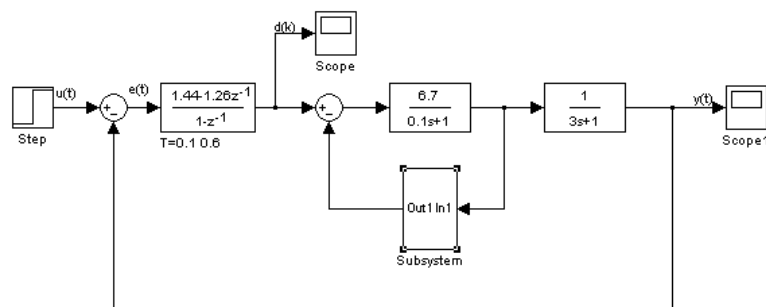 d(k)
Scope
u(t)
e(t)
1.44-1.26z⁻¹
1-z⁻¹
6.7
0.1s+1
1
3s+1
y(t)
Step
T=0.1 0.6
Scope1
Out1 In1
Subsystem